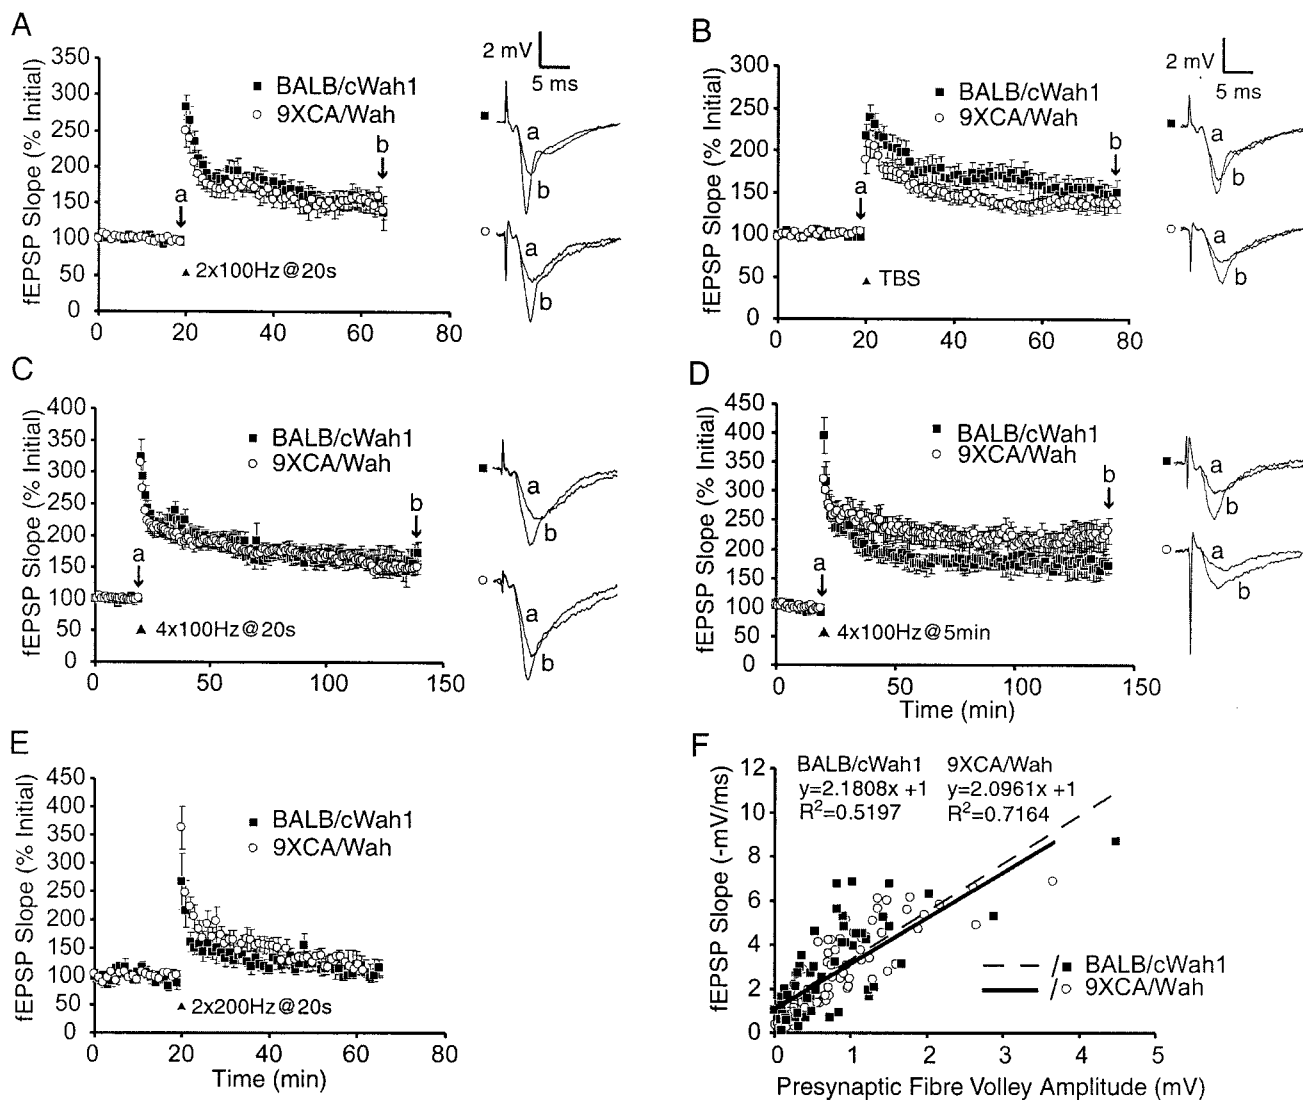 A
fEPSP Slope (% Initial)
350
300
250
200
150
100
50
0
0 20 40 60 80
■ BALB/cWah1
○ 9XCA/Wah
a
b
▲ 2x100Hz@20s
2 mV
5 ms
■
a
b
○
a
b
B
fEPSP Slope (% Initial)
300
250
200
150
100
50
0
0 20 40 60 80
■ BALB/cWah1
○ 9XCA/Wah
a
b
▲ TBS
2 mV
5 ms
■
a
b
○
a
b
C
fEPSP Slope (% Initial)
400
350
300
250
200
150
100
50
0
0 50 100 150
■ BALB/cWah1
○ 9XCA/Wah
a
b
▲ 4x100Hz@20s
■
a
b
○
a
b
D
fEPSP Slope (% Initial)
450
400
350
300
250
200
150
100
50
0
0 50 100 150
Time (min)
■ BALB/cWah1
○ 9XCA/Wah
a
b
▲ 4x100Hz@5min
■
a
b
○
a
b
E
fEPSP Slope (% Initial)
450
400
350
300
250
200
150
100
50
0
0 20 40 60 80
Time (min)
■ BALB/cWah1
○ 9XCA/Wah
▲ 2x200Hz@20s
F
fEPSP Slope (-mV/ms)
12
10
8
6
4
2
0
0 1 2 3 4 5
Presynaptic Fibre Volley Amplitude (mV)
BALB/cWah1 9XCA/Wah
y=2.1808x +1 y=2.0961x +1
R²=0.5197 R²=0.7164
/■ BALB/cWah1
/○ 9XCA/Wah